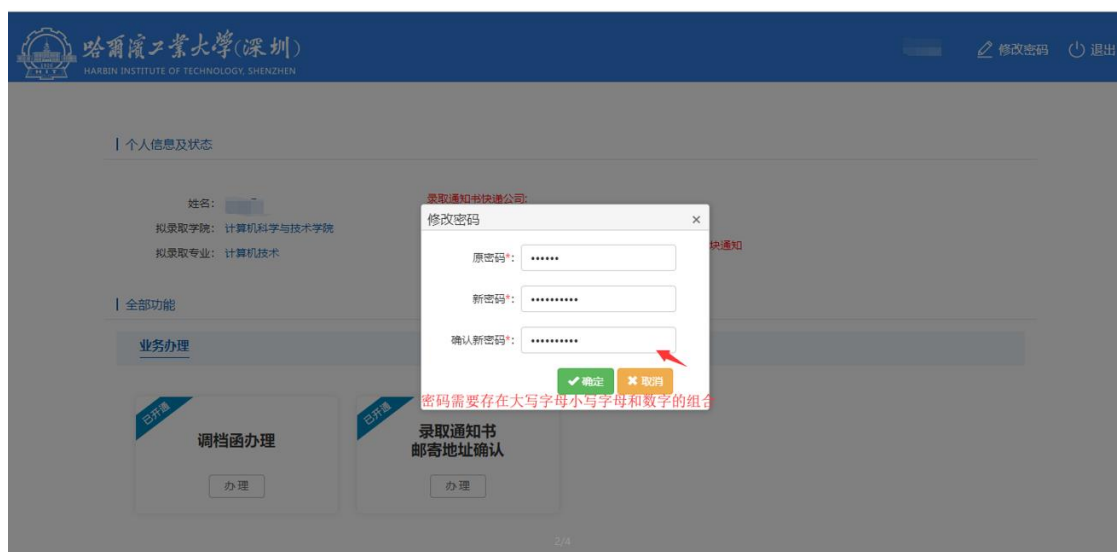 哈爾濱工業大學(深圳)
HARBIN INSTITUTE OF TECHNOLOGY, SHENZHEN
修改密码
退出
个人信息及状态
姓名:
录取通知书快递公司:
拟录取学院: 计算机科学与技术学院
拟录取专业: 计算机技术
快通知
修改密码
×
原密码*: ••••••
新密码*: ••••••••••
确认新密码*: ••••••••••
确定
取消
密码需要存在大写字母小写字母和数字的组合
全部功能
业务办理
已开通
调档函办理
办理
已开通
录取通知书
邮寄地址确认
办理
2/4